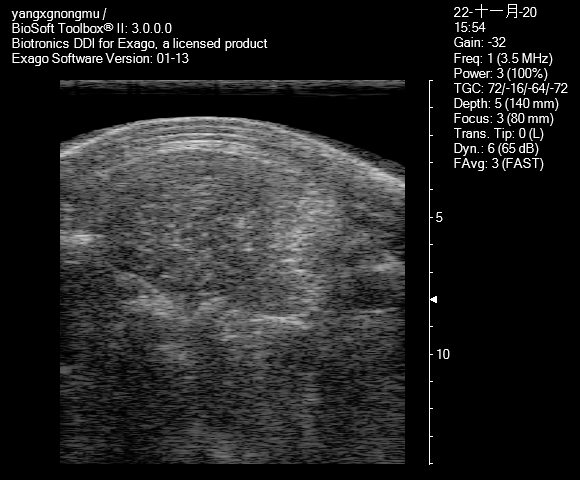 yangxgnongmu /
BioSoft Toolbox® II: 3.0.0.0
Biotronics DDI for Exago, a licensed product
Exago Software Version: 01-13
22-十一月-20
15:54
Gain: -32
Freq: 1 (3.5 MHz)
Power: 3 (100%)
TGC: 72/-16/-64/-72
Depth: 5 (140 mm)
Focus: 3 (80 mm)
Trans. Tip: 0 (L)
Dyn.: 6 (65 dB)
FAvg: 3 (FAST)
5
10